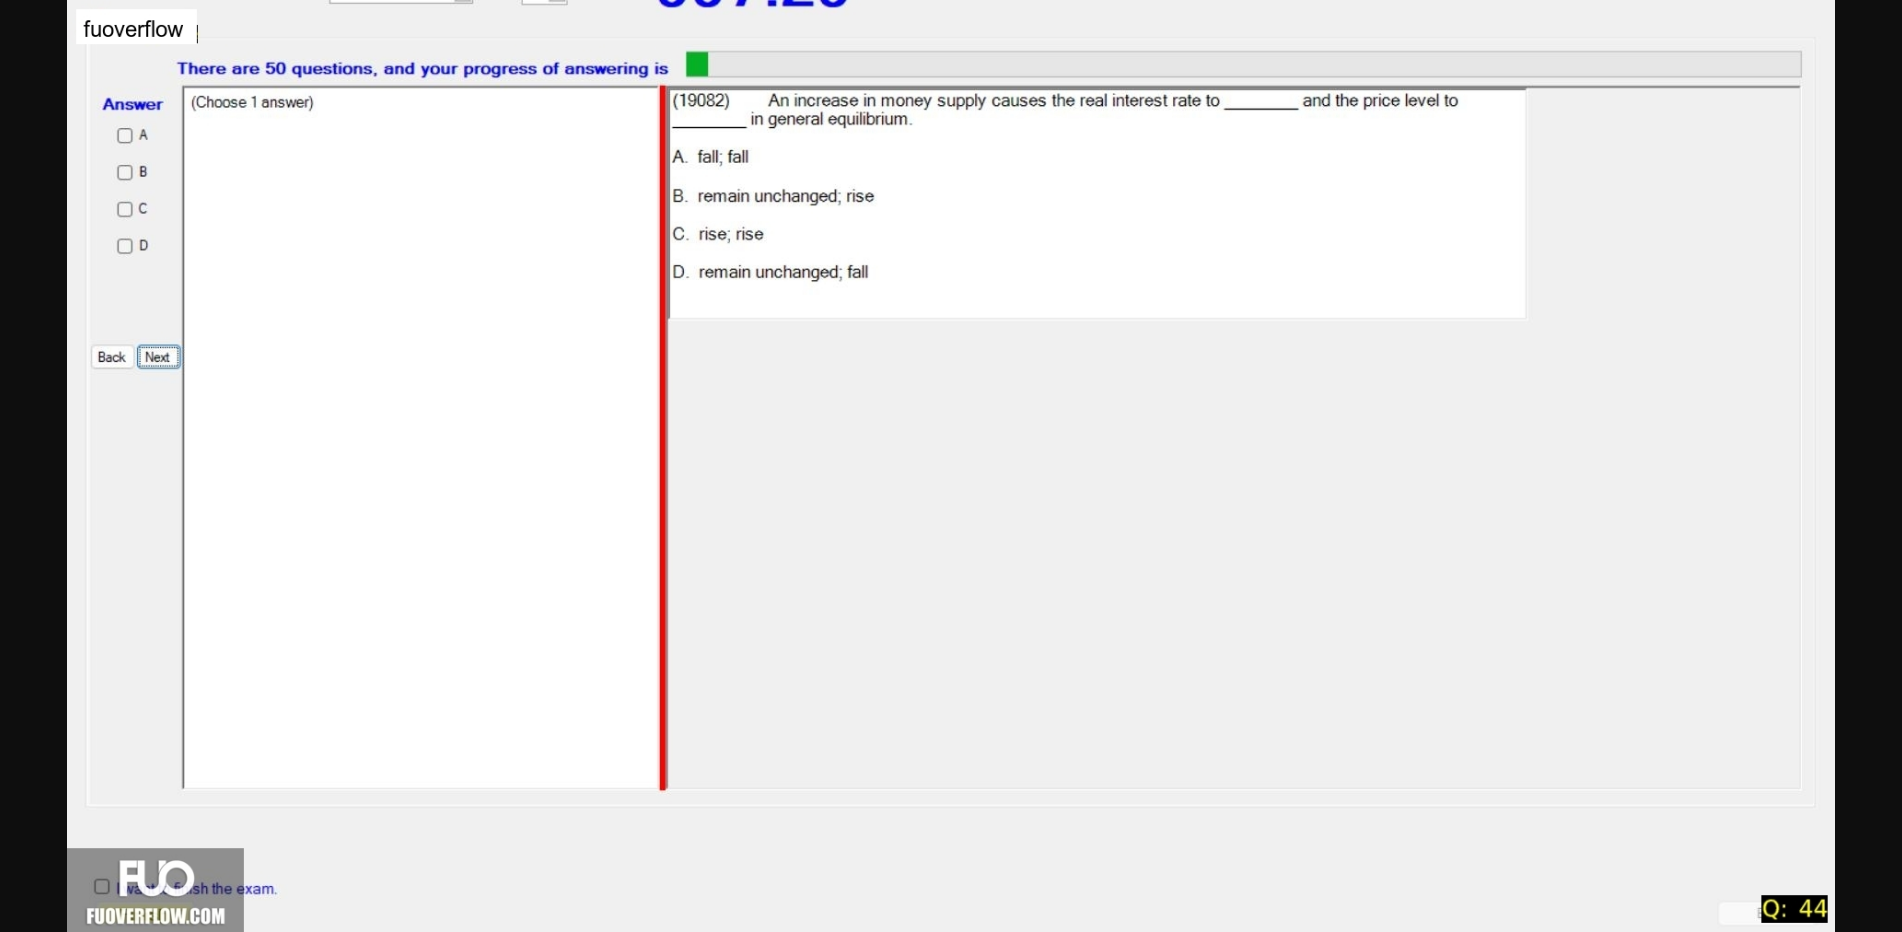 fuoverflow
There are 50 questions, and your progress of answering is
Answer
(Choose 1 answer)
A
B
C
D
Back Next
(19082) An increase in money supply causes the real interest rate to ________ and the price level to
________ in general equilibrium.
A. fall; fall
B. remain unchanged; rise
C. rise; rise
D. remain unchanged; fall
FUO
finish the exam.
FUOVERFLOW.COM
Q: 44